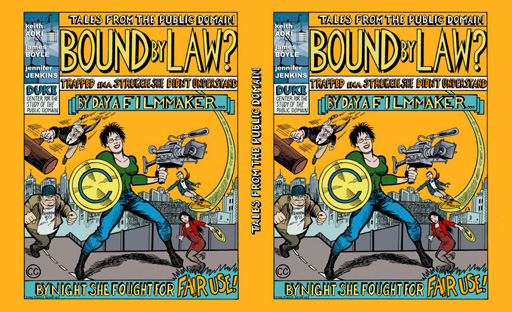 TALES FROM THE PUBLIC DOMAIN
keith
AOKI
james
BOYLE
jennifer
JENKINS
BOUND BY LAW?
TRAPPED IN A STRUGGLE SHE DIDN'T UNDERSTAND
DUKE
CENTER FOR THE
STUDY OF THE
PUBLIC DOMAIN
BY DAY A FILMMAKER...
C
CC
BY NIGHT SHE FOUGHT FOR FAIR USE!
TALES FROM THE PUBLIC DOMAIN
TALES FROM THE PUBLIC DOMAIN
keith
AOKI
james
BOYLE
jennifer
JENKINS
BOUND BY LAW?
TRAPPED IN A STRUGGLE SHE DIDN'T UNDERSTAND
DUKE
CENTER FOR THE
STUDY OF THE
PUBLIC DOMAIN
BY DAY A FILMMAKER...
C
CC
BY NIGHT SHE FOUGHT FOR FAIR USE!